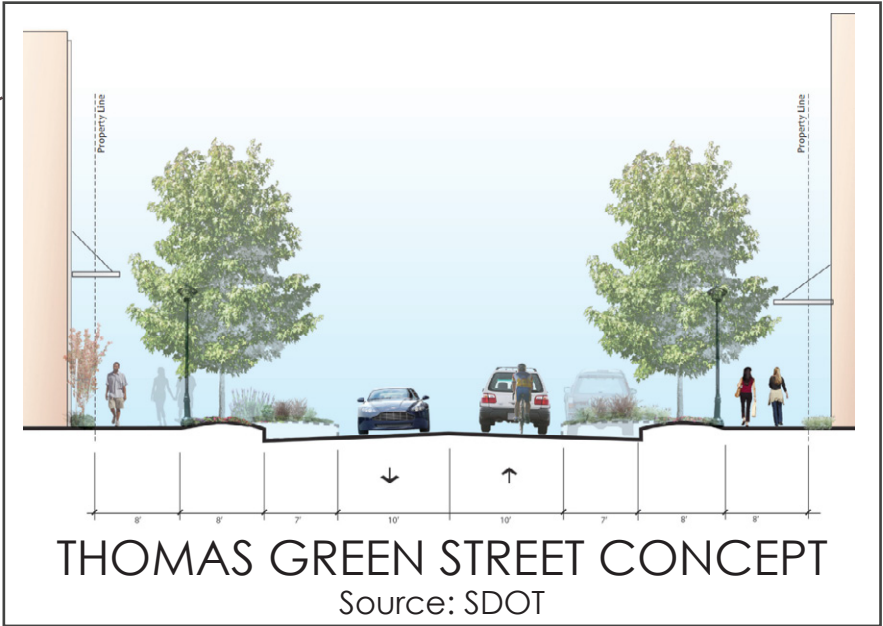 Property Line
Property Line
8' 8' 7' 10' 10' 7' 8' 8'
THOMAS GREEN STREET CONCEPT
Source: SDOT